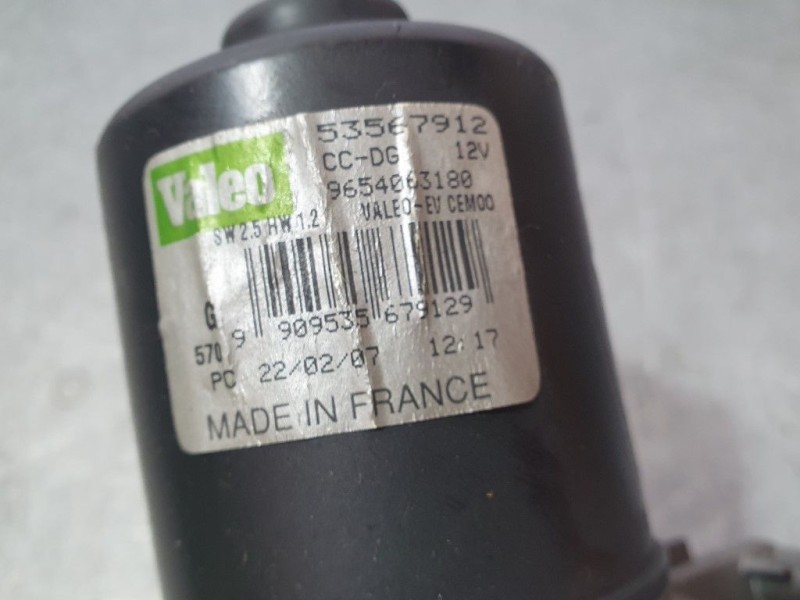 Valeo
53567912
CC-DG 12V
9654063180
SW 2.5 HW 1.2 VALEO-EV CEM00
G
9 909535 679129
570
PC 22/02/07 12:17
MADE IN FRANCE